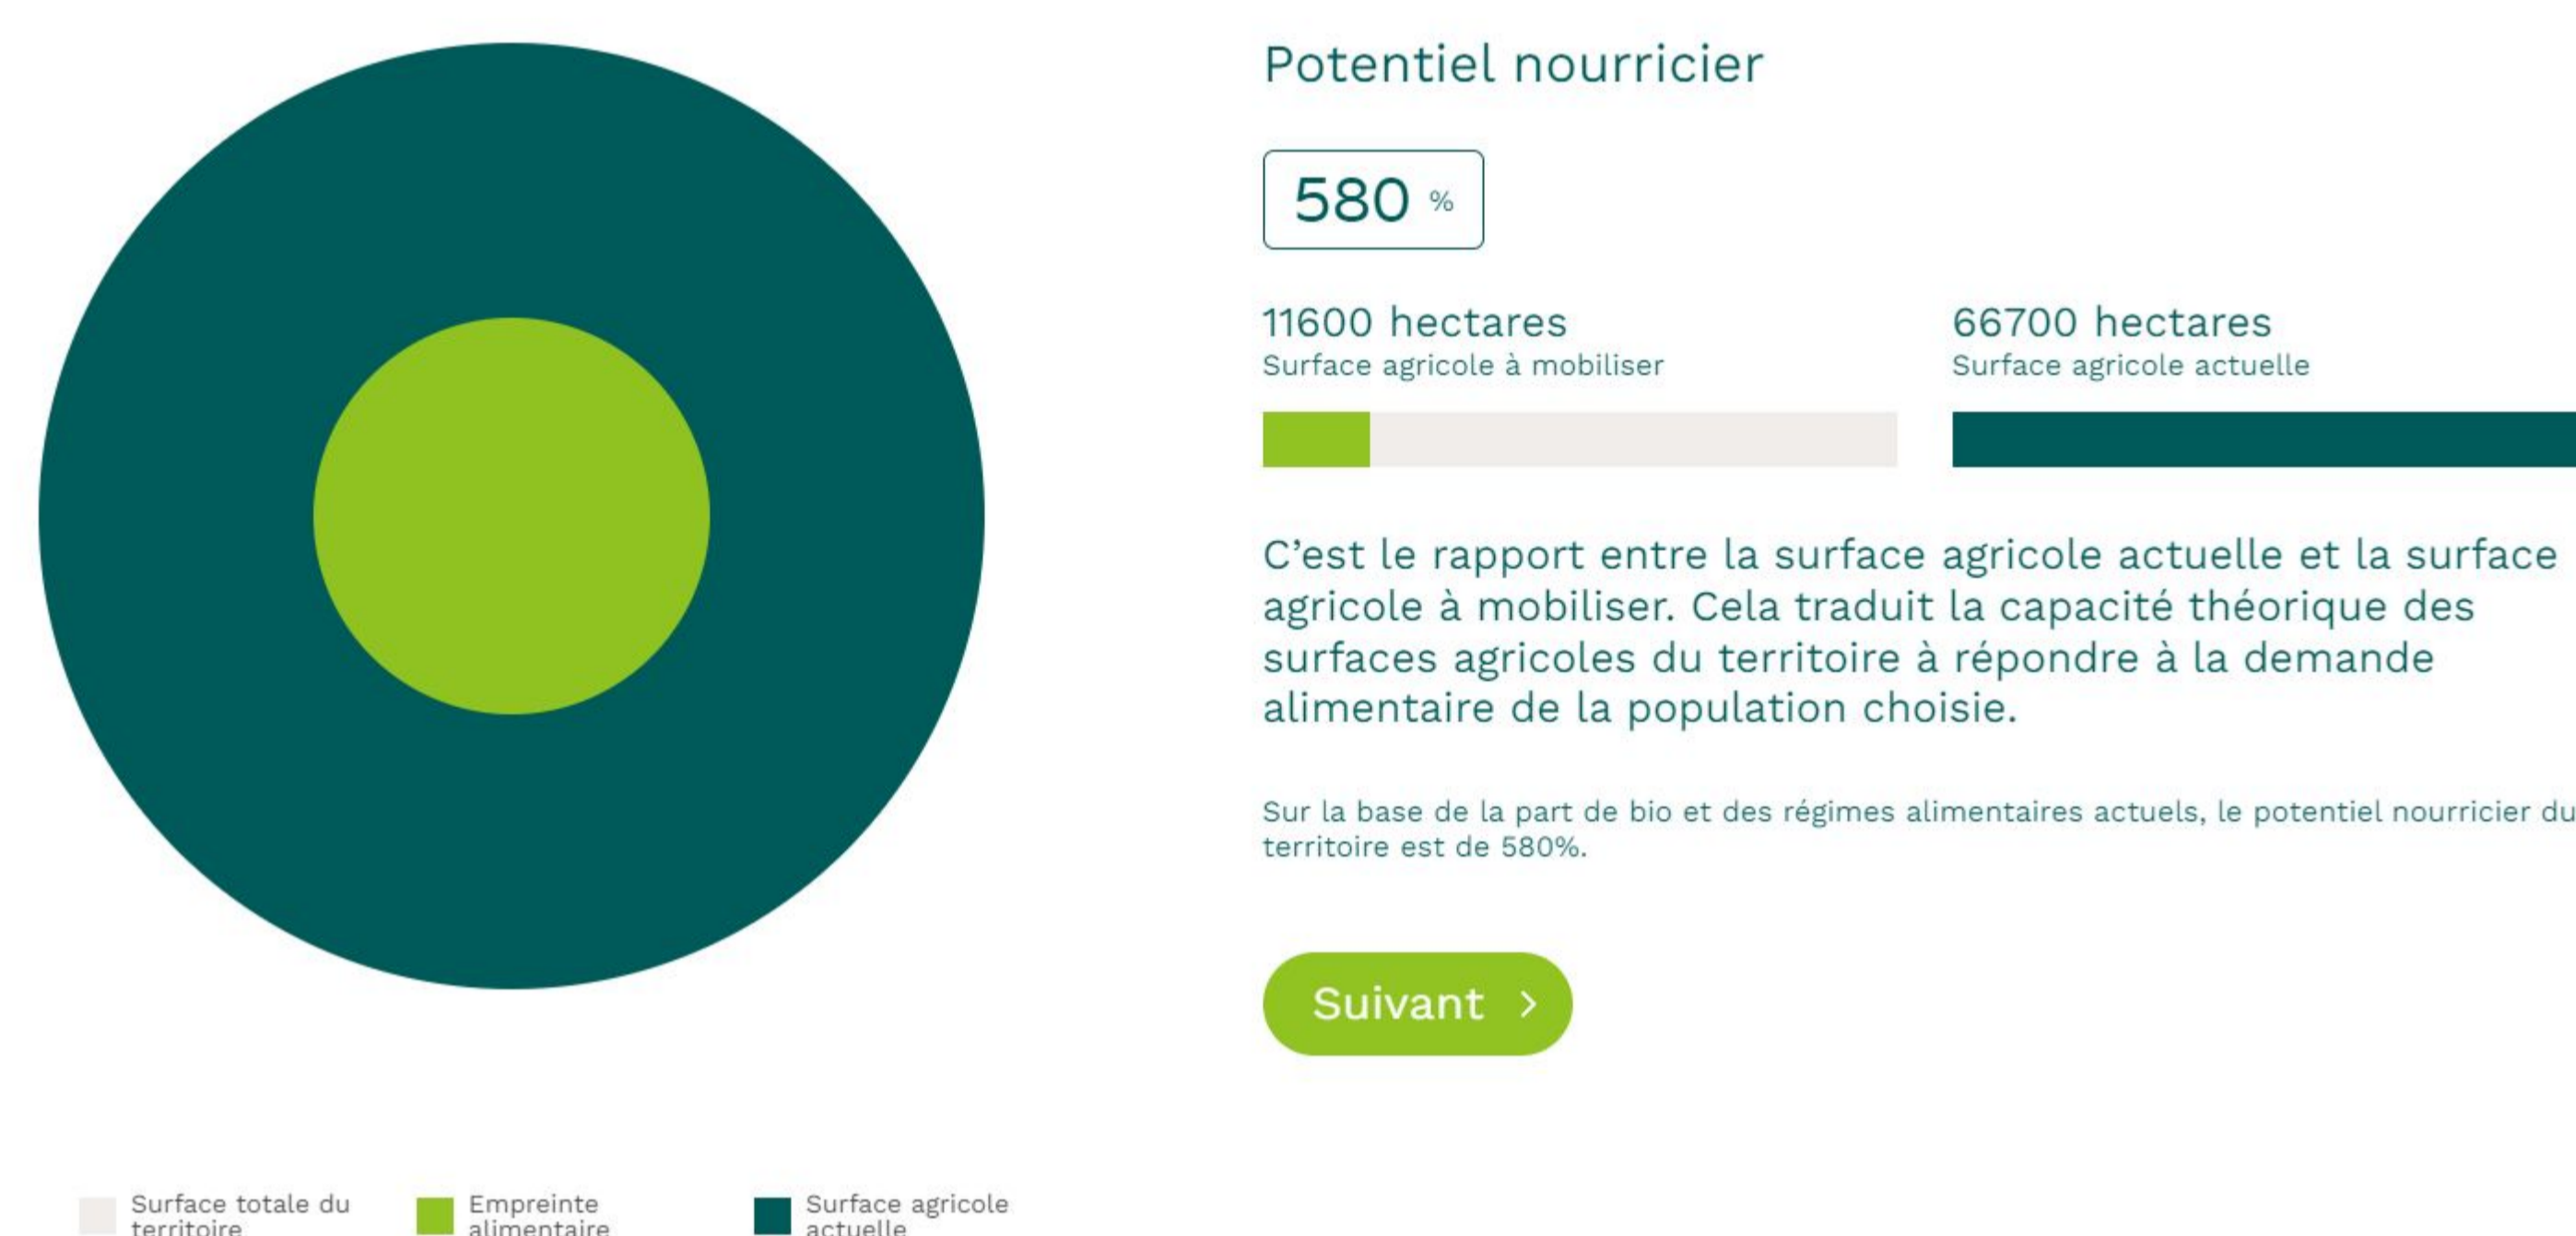 Potentiel nourricier
580 %
11600 hectares
Surface agricole à mobiliser
66700 hectares
Surface agricole actuelle
C’est le rapport entre la surface agricole actuelle et la surface
agricole à mobiliser. Cela traduit la capacité théorique des
surfaces agricoles du territoire à répondre à la demande
alimentaire de la population choisie.
Sur la base de la part de bio et des régimes alimentaires actuels, le potentiel nourricier du
territoire est de 580%.
Suivant
Surface totale du
territoire
Empreinte
alimentaire
Surface agricole
actuelle